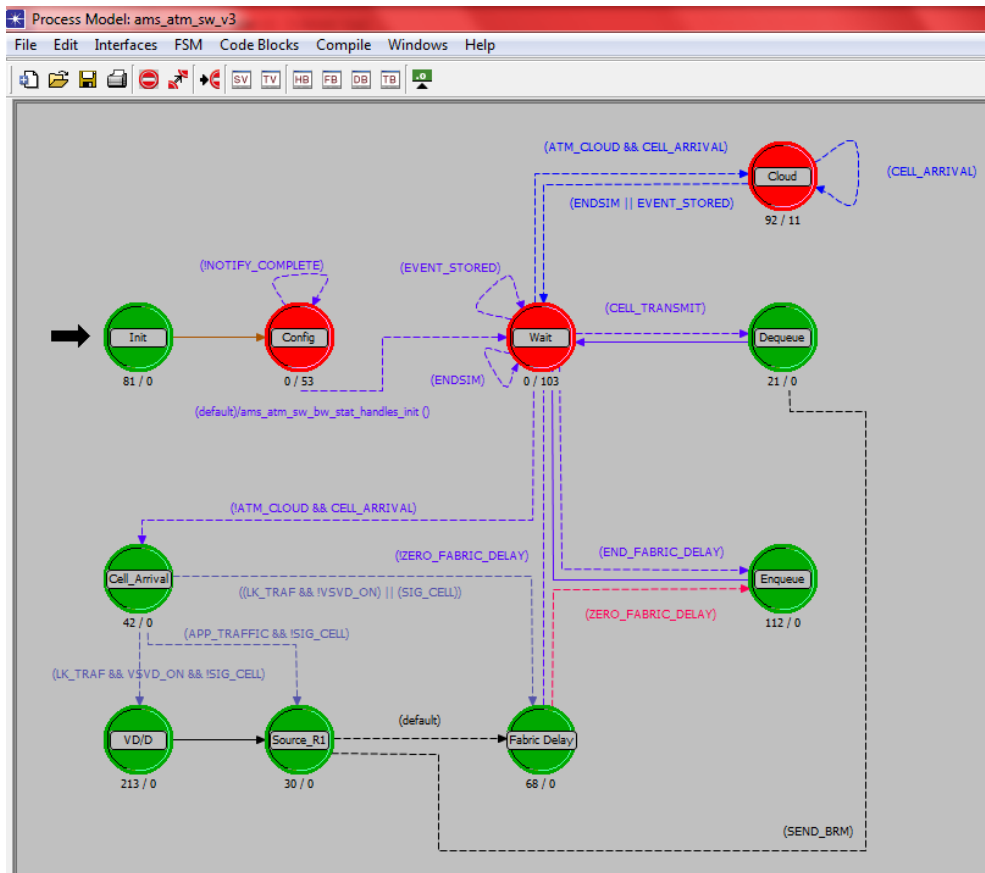 Process Model: ams_atm_sw_v3
File Edit Interfaces FSM Code Blocks Compile Windows Help
SV TV HB FB DB TB .0
(ATM_CLOUD && CELL_ARRIVAL)
Cloud
(CELL_ARRIVAL)
(ENDSIM || EVENT_STORED)
92 / 11
(!NOTIFY_COMPLETE)
(EVENT_STORED)
(CELL_TRANSMIT)
Init
Config
Wait
Dequeue
(ENDSIM)
81 / 0
0 / 53
0 / 103
21 / 0
(default)/ams_atm_sw_bw_stat_handles_init ()
(!ATM_CLOUD && CELL_ARRIVAL)
(!ZERO_FABRIC_DELAY)
(END_FABRIC_DELAY)
Cell_Arrival
Enqueue
((LK_TRAF && !VSVD_ON) || (SIG_CELL))
(ZERO_FABRIC_DELAY)
42 / 0
112 / 0
(APP_TRAFFIC && !SIG_CELL)
(LK_TRAF && VSVD_ON && !SIG_CELL)
(default)
VD/D
Source_R1
Fabric Delay
213 / 0
30 / 0
68 / 0
(SEND_BRM)